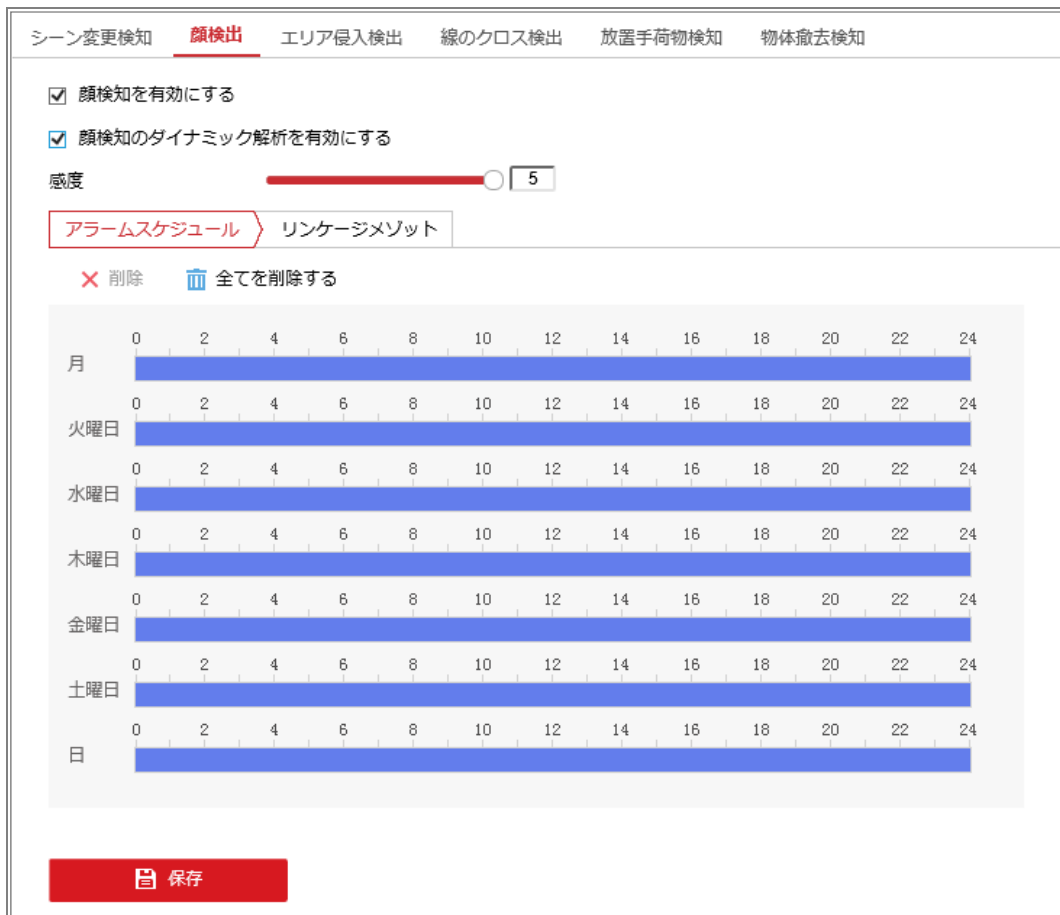 シーン変更検知 顔検出 エリア侵入検出 線のクロス検出 放置手荷物検知 物体撤去検知
顔検知を有効にする
顔検知のダイナミック解析を有効にする
感度 5
アラームスケジュール リンケージメゾット
削除 全てを削除する
0 2 4 6 8 10 12 14 16 18 20 22 24
月
0 2 4 6 8 10 12 14 16 18 20 22 24
火曜日
0 2 4 6 8 10 12 14 16 18 20 22 24
水曜日
0 2 4 6 8 10 12 14 16 18 20 22 24
木曜日
0 2 4 6 8 10 12 14 16 18 20 22 24
金曜日
0 2 4 6 8 10 12 14 16 18 20 22 24
土曜日
0 2 4 6 8 10 12 14 16 18 20 22 24
日
保存